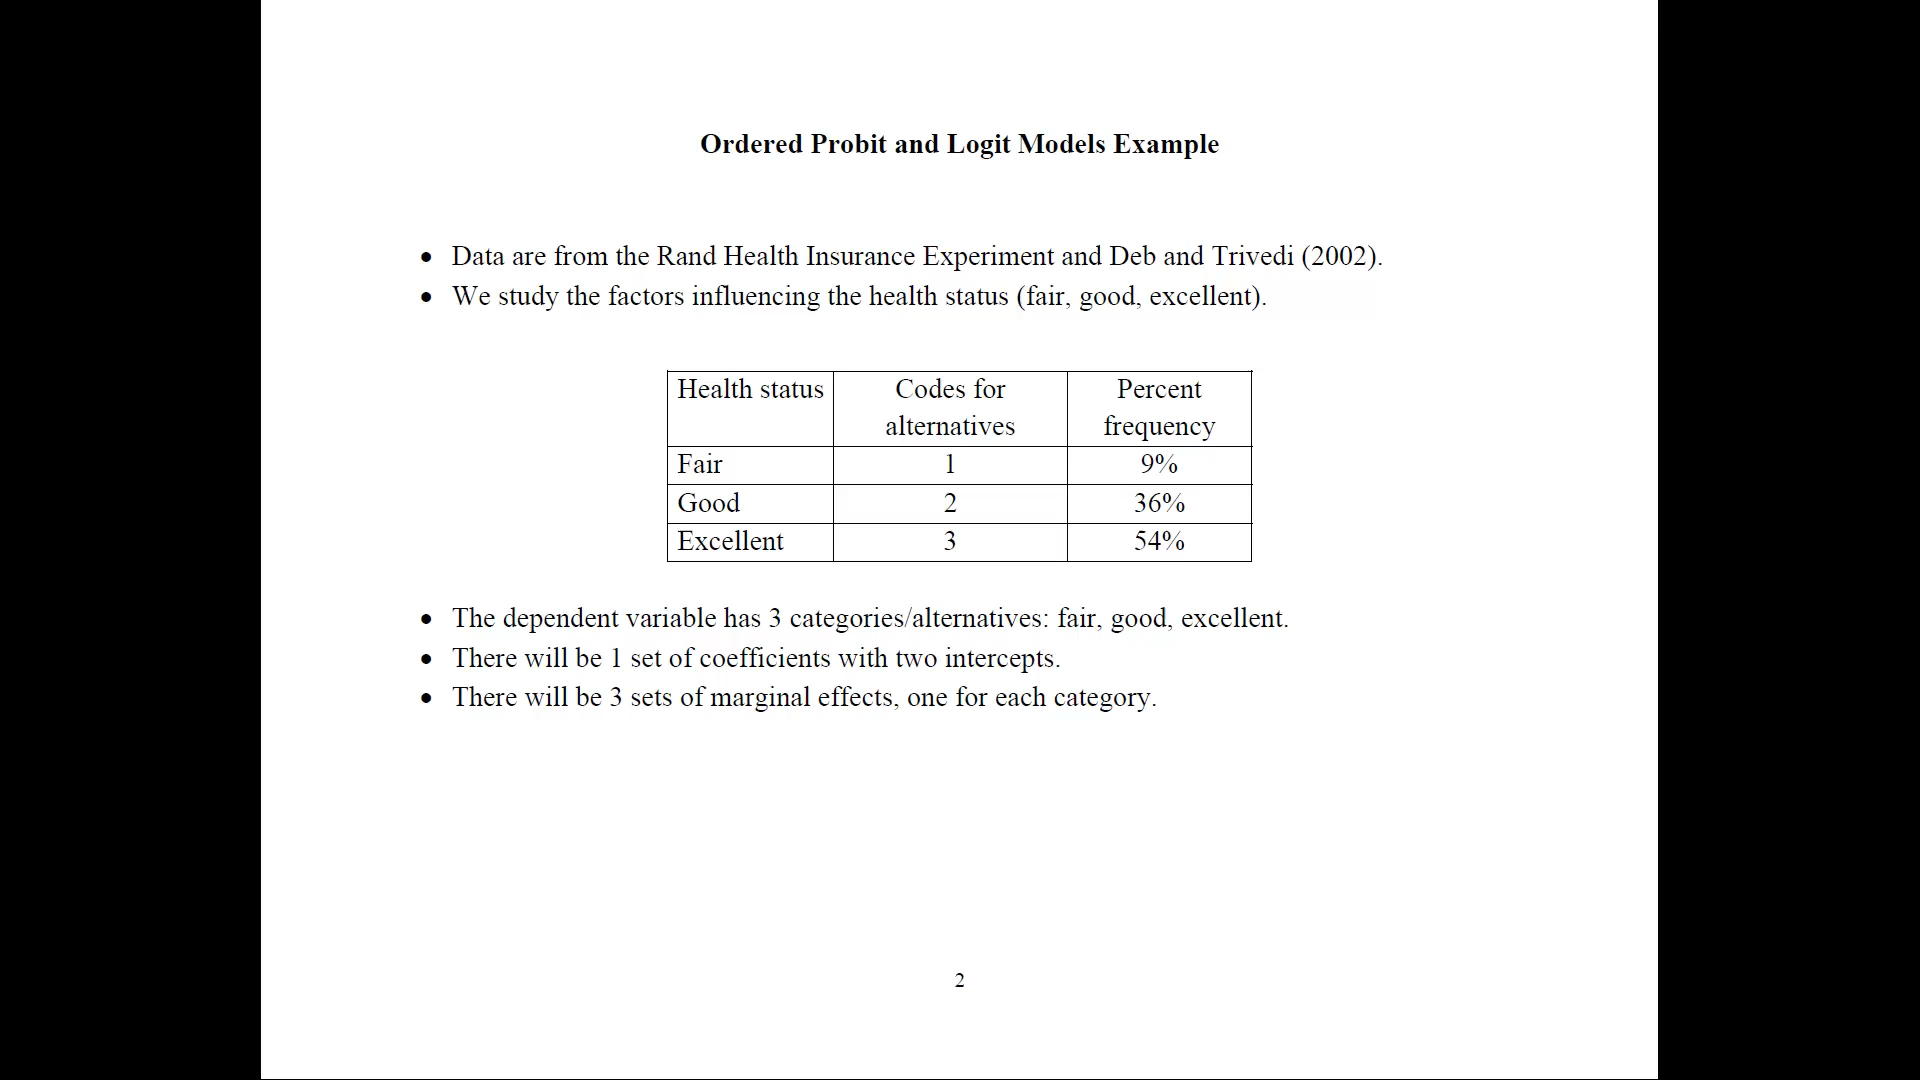 Ordered Probit and Logit Models Example
• Data are from the Rand Health Insurance Experiment and Deb and Trivedi (2002).
• We study the factors influencing the health status (fair, good, excellent).
Health status Codes for alternatives Percent frequency
Fair 1 9%
Good 2 36%
Excellent 3 54%
• The dependent variable has 3 categories/alternatives: fair, good, excellent.
• There will be 1 set of coefficients with two intercepts.
• There will be 3 sets of marginal effects, one for each category.
2